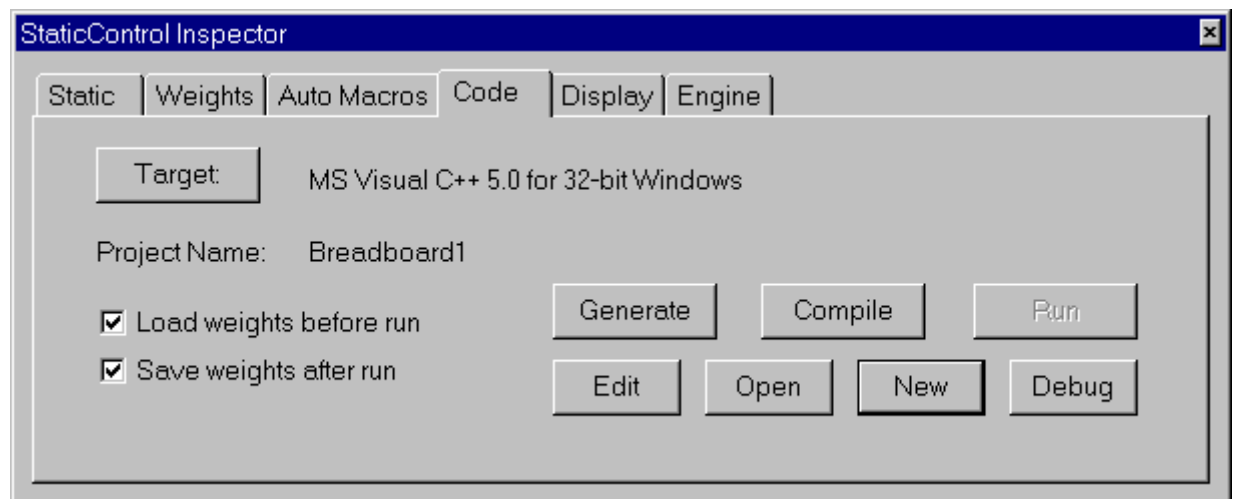 StaticControl Inspector
Static Weights Auto Macros Code Display Engine
Target: MS Visual C++ 5.0 for 32-bit Windows
Project Name: Breadboard1
Generate Compile Run
Load weights before run
Save weights after run
Edit Open New Debug